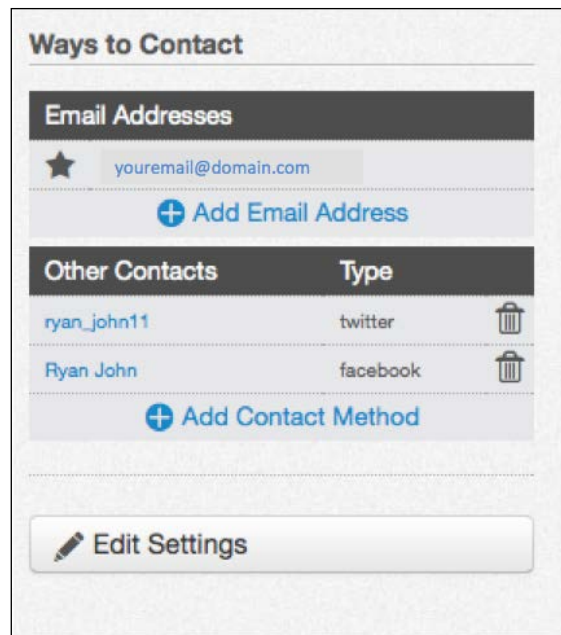 Ways to Contact
Email Addresses
youremail@domain.com
Add Email Address
Other Contacts Type
ryan_john11 twitter
Ryan John facebook
Add Contact Method
Edit Settings